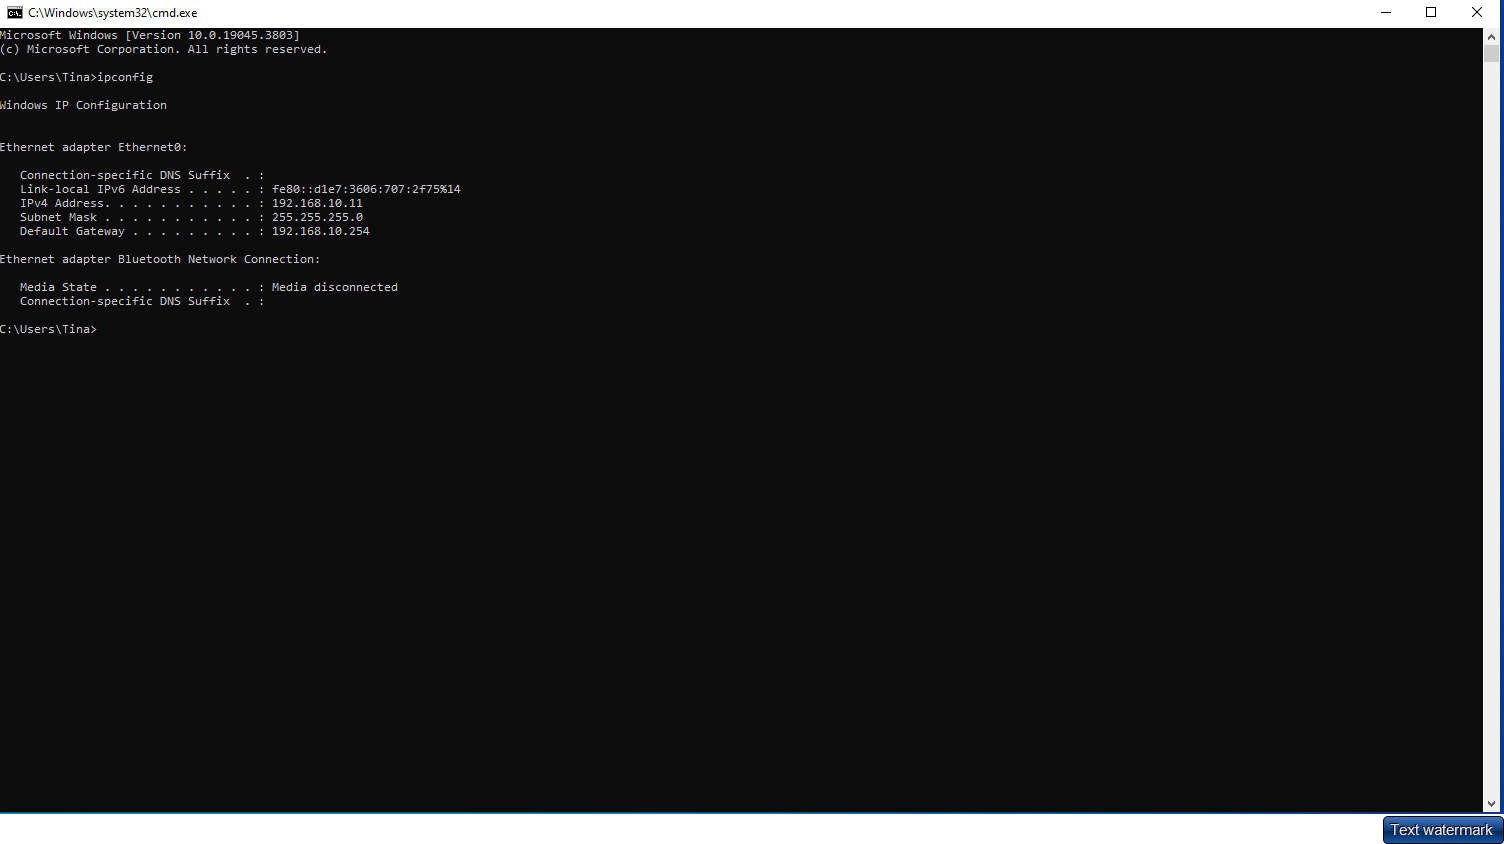 C:\Windows\system32\cmd.exe
Microsoft Windows [Version 10.0.19045.3803]
(c) Microsoft Corporation. All rights reserved.
C:\Users\Tina>ipconfig
Windows IP Configuration
Ethernet adapter Ethernet0:
Connection-specific DNS Suffix  . :
Link-local IPv6 Address . . . . . : fe80::d1e7:3606:707:2f75%14
IPv4 Address. . . . . . . . . . . : 192.168.10.11
Subnet Mask . . . . . . . . . . . : 255.255.255.0
Default Gateway . . . . . . . . . : 192.168.10.254
Ethernet adapter Bluetooth Network Connection:
Media State . . . . . . . . . . . : Media disconnected
Connection-specific DNS Suffix  . :
C:\Users\Tina>
Text watermark